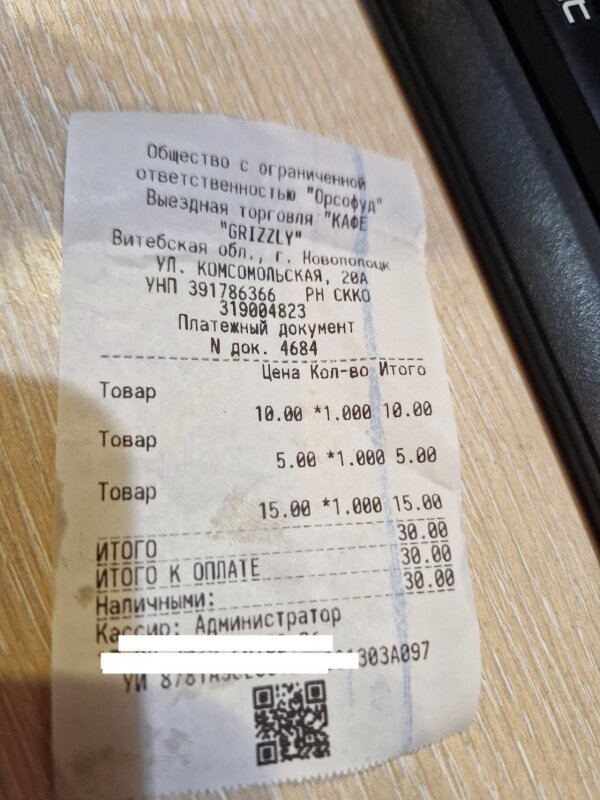 Общество с ограниченной
ответственностью "Орсофуд"
Выездная торговля "КАФЕ
"GRIZZLY"
Витебская обл., г. Новополоцк
УЛ. КОМСОМОЛЬСКАЯ, 20А
УНП 391786366 РН СККО
319004823
Платежный документ
N док. 4684
Цена Кол-во Итого
Товар
10.00 *1.000 10.00
Товар
5.00 *1.000 5.00
Товар
15.00 *1.000 15.00
ИТОГО 30.00
ИТОГО К ОПЛАТЕ 30.00
Наличными: 30.00
Кассир: Администратор
303A097
УИ